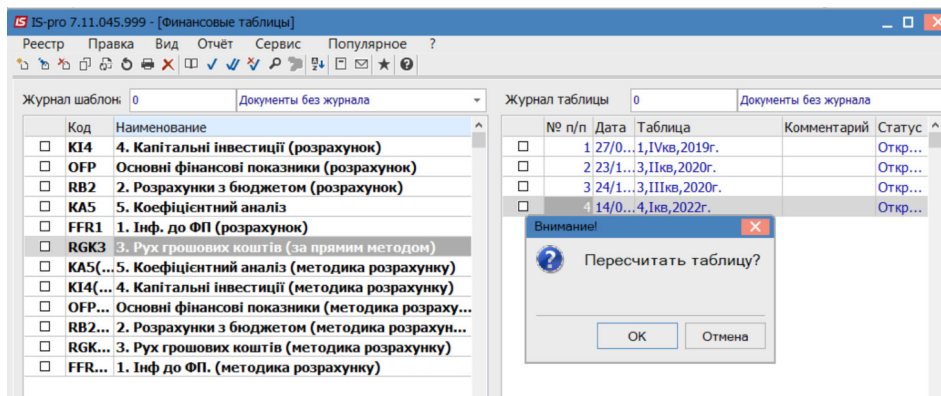 IS-pro 7.11.045.999 - [Финансовые таблицы]
Реестр Правка Вид Отчёт Сервис Популярное ?
Журнал шаблон 0 Документы без журнала
Код Наименование
KI4 4. Капітальні інвестиції (розрахунок)
OFP Основні фінансові показники (розрахунок)
RB2 2. Розрахунки з бюджетом (розрахунок)
KA5 5. Коефіцієнтний аналіз
FFR1 1. Інф. до ФП (розрахунок)
RGK3 3. Рух грошових коштів (за прямим методом)
KA5(... 5. Коефіцієнтний аналіз (методика розрахунку)
KI4(... 4. Капітальні інвестиції (методика розрахунку)
OFP... Основні фінансові показники (методика розраху...
RB2... 2. Розрахунки з бюджетом (методика розрахун...
RGK... 3. Рух грошових коштів (методика розрахунку)
FFR... 1. Інф до ФП. (методика розрахунку)
Журнал таблицы 0 Документы без журнала
№ п/п Дата Таблица Комментарий Статус
1 27/0... 1,IVкв,2019г. Откр...
2 23/1... 3,IIкв,2020г. Откр...
3 24/1... 3,IIIкв,2020г. Откр...
4 14/0... 4,Iкв,2022г. Откр...
Внимание!
Пересчитать таблицу?
OK Отмена